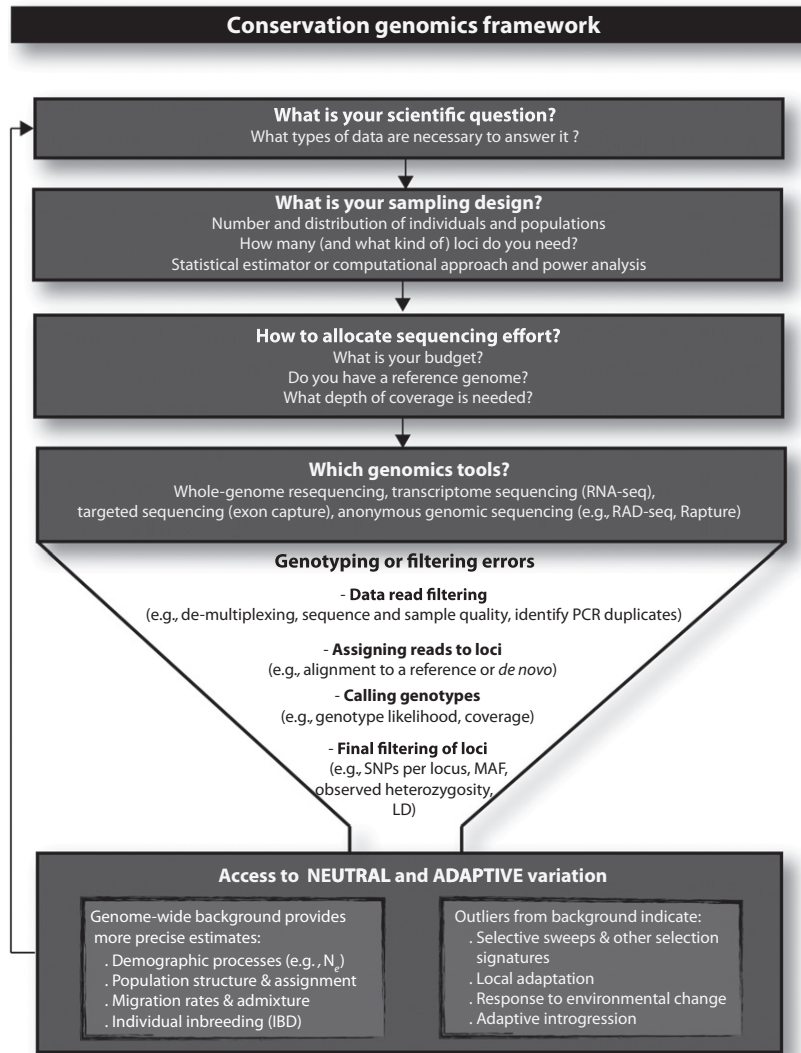 Conservation genomics framework
What is your scientific question?
What types of data are necessary to answer it ?
What is your sampling design?
Number and distribution of individuals and populations
How many (and what kind of) loci do you need?
Statistical estimator or computational approach and power analysis
How to allocate sequencing effort?
What is your budget?
Do you have a reference genome?
What depth of coverage is needed?
Which genomics tools?
Whole-genome resequencing, transcriptome sequencing (RNA-seq),
targeted sequencing (exon capture), anonymous genomic sequencing (e.g., RAD-seq, Rapture)
Genotyping or filtering errors
- Data read filtering
(e.g., de-multiplexing, sequence and sample quality, identify PCR duplicates)
- Assigning reads to loci
(e.g., alignment to a reference or de novo)
- Calling genotypes
(e.g., genotype likelihood, coverage)
- Final filtering of loci
(e.g., SNPs per locus, MAF,
observed heterozygosity,
LD)
Access to NEUTRAL and ADAPTIVE variation
Genome-wide background provides
more precise estimates:
. Demographic processes (e.g., Ne)
. Population structure & assignment
. Migration rates & admixture
. Individual inbreeding (IBD)
Outliers from background indicate:
. Selective sweeps & other selection
signatures
. Local adaptation
. Response to environmental change
. Adaptive introgression